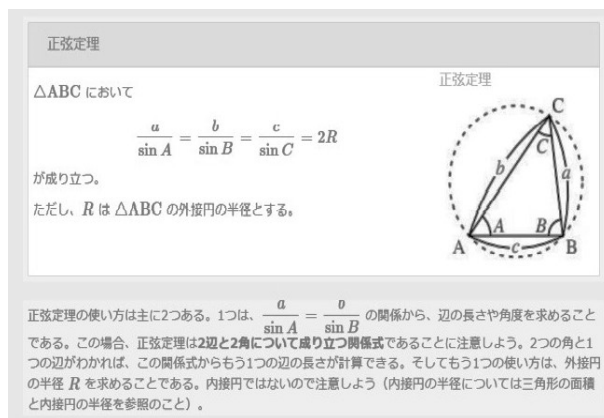 正弦定理
正弦定理
△ABC において
a/sin A = b/sin B = c/sin C = 2R
が成り立つ。
ただし、R は △ABC の外接円の半径とする。
C
C
b
a
A
B
A
c
B
正弦定理の使い方は主に2つある。1つは、a/sin A = b/sin B の関係から、辺の長さや角度を求めること
である。この場合、正弦定理は2辺と2角について成り立つ関係式であることに注意しよう。2つの角と1
つの辺がわかれば、この関係式からもう1つの辺の長さが計算できる。そしてもう1つの使い方は、外接円
の半径 R を求めることである。内接円ではないので注意しよう(内接円の半径については三角形の面積
と内接円の半径を参照のこと)。